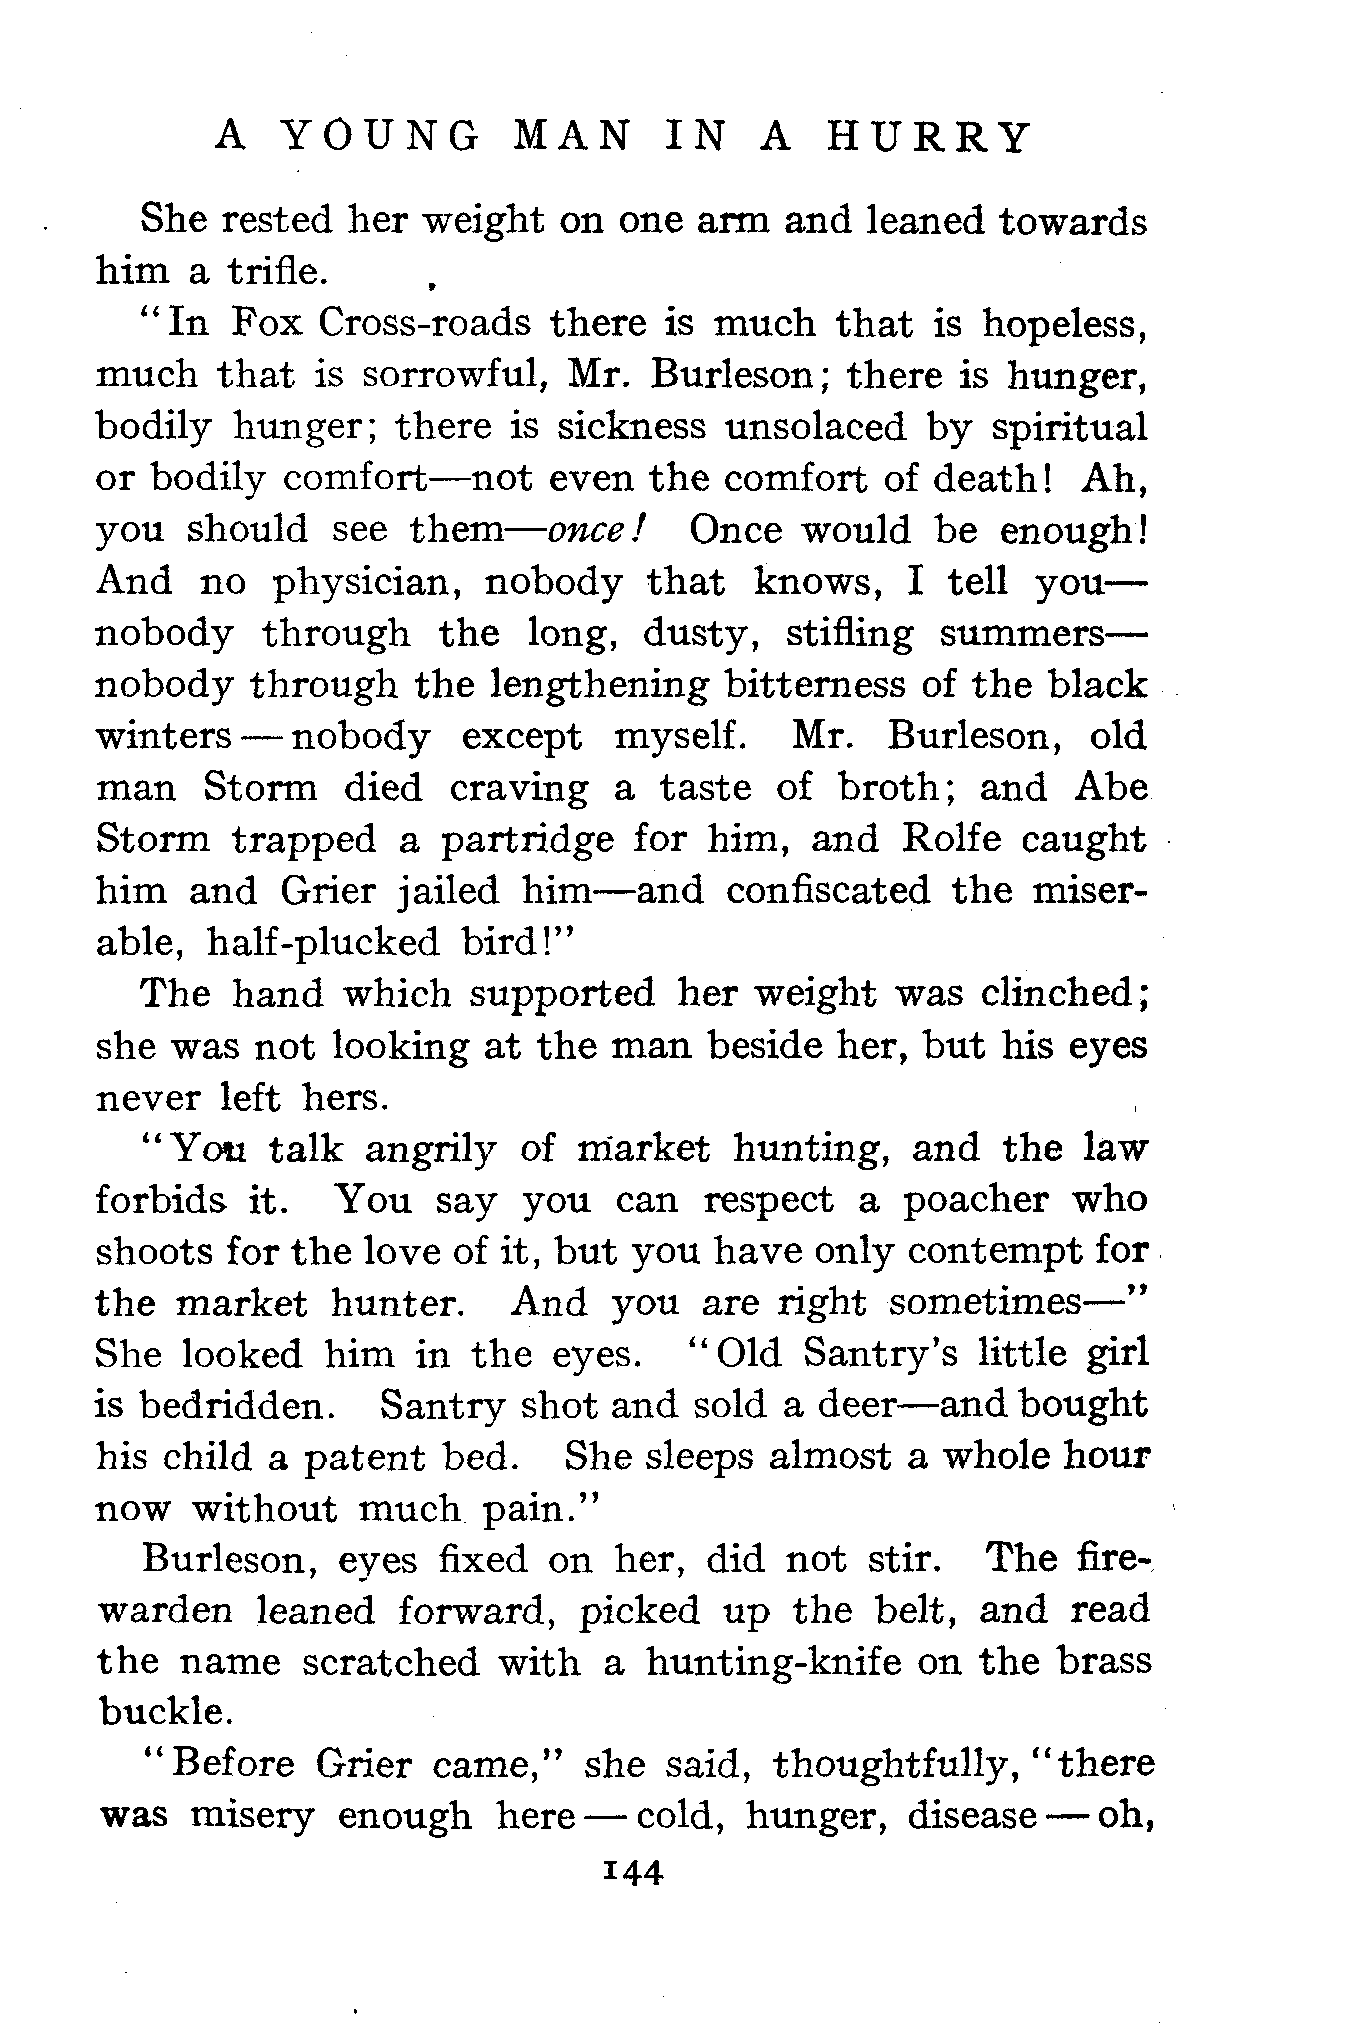 A YOUNG MAN IN A HURRY
She rested her weight on one arm and leaned towards
him a trifle.
"In Fox Cross-roads there is much that is hopeless,
much that is sorrowful, Mr. Burleson; there is hunger,
bodily hunger; there is sickness unsolaced by spiritual
or bodily comfort—not even the comfort of death! Ah,
you should see them—once! Once would be enough!
And no physician, nobody that knows, I tell you—
nobody through the long, dusty, stifling summers—
nobody through the lengthening bitterness of the black
winters—nobody except myself. Mr. Burleson, old
man Storm died craving a taste of broth; and Abe
Storm trapped a partridge for him, and Rolfe caught
him and Grier jailed him—and confiscated the miser-
able, half-plucked bird!"
The hand which supported her weight was clinched;
she was not looking at the man beside her, but his eyes
never left hers.
"You talk angrily of market hunting, and the law
forbids it. You say you can respect a poacher who
shoots for the love of it, but you have only contempt for
the market hunter. And you are right sometimes—"
She looked him in the eyes. "Old Santry's little girl
is bedridden. Santry shot and sold a deer—and bought
his child a patent bed. She sleeps almost a whole hour
now without much pain."
Burleson, eyes fixed on her, did not stir. The fire-
warden leaned forward, picked up the belt, and read
the name scratched with a hunting-knife on the brass
buckle.
"Before Grier came," she said, thoughtfully, "there
was misery enough here—cold, hunger, disease—oh,
144